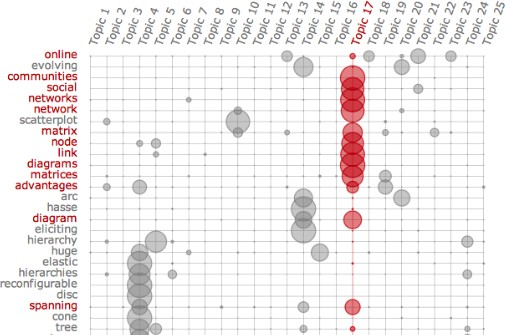 Topic 1
Topic 2
Topic 3
Topic 4
Topic 5
Topic 6
Topic 7
Topic 8
Topic 9
Topic 10
Topic 11
Topic 12
Topic 13
Topic 14
Topic 15
Topic 16
Topic 17
Topic 18
Topic 19
Topic 20
Topic 21
Topic 22
Topic 23
Topic 24
Topic 25
online
evolving
communities
social
networks
network
scatterplot
matrix
node
link
diagrams
matrices
advantages
arc
hasse
diagram
eliciting
hierarchy
huge
elastic
hierarchies
reconfigurable
disc
spanning
cone
tree